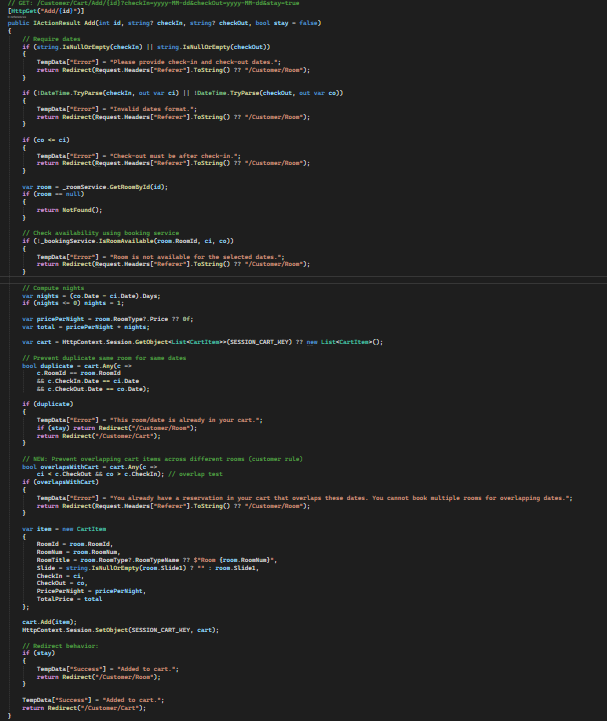 // GET: /Customer/Cart/Add/{id}?checkIn=yyyy-MM-dd&checkOut=yyyy-MM-dd&stay=true
[HttpGet("Add/{id}")]
public IActionResult Add(int id, string? checkIn, string? checkOut, bool stay = false)
{
// Require dates
if (string.IsNullOrEmpty(checkIn) || string.IsNullOrEmpty(checkOut))
{
TempData["Error"] = "Please provide check-in and check-out dates.";
return Redirect(Request.Headers["Referer"].ToString() ?? "/Customer/Room");
}
if (!DateTime.TryParse(checkIn, out var ci) || !DateTime.TryParse(checkOut, out var co))
{
TempData["Error"] = "Invalid dates format.";
return Redirect(Request.Headers["Referer"].ToString() ?? "/Customer/Room");
}
if (co <= ci)
{
TempData["Error"] = "Check-out must be after check-in.";
return Redirect(Request.Headers["Referer"].ToString() ?? "/Customer/Room");
}
var room = _roomService.GetRoomById(id);
if (room == null)
{
return NotFound();
}
// Check availability using booking service
if (!_bookingService.IsRoomAvailable(room.RoomId, ci, co))
{
TempData["Error"] = "Room is not available for the selected dates.";
return Redirect(Request.Headers["Referer"].ToString() ?? "/Customer/Room");
}
// Compute nights
var nights = (co.Date - ci.Date).Days;
if (nights <= 0) nights = 1;
var pricePerNight = room.RoomType?.Price ?? 0f;
var total = pricePerNight * nights;
var cart = HttpContext.Session.GetObject<List<CartItem>>(SESSION_CART_KEY) ?? new List<CartItem>();
// Prevent duplicate same room for same dates
bool duplicate = cart.Any(c =>
c.RoomId == room.RoomId
&& c.CheckIn.Date == ci.Date
&& c.CheckOut.Date == co.Date);
if (duplicate)
{
TempData["Error"] = "This room/date is already in your cart.";
if (stay) return Redirect("/Customer/Room");
return Redirect("/Customer/Cart");
}
// NEW: Prevent overlapping cart items across different rooms (customer rule)
bool overlapsWithCart = cart.Any(c =>
ci < c.CheckOut && co > c.CheckIn); // overlap test
if (overlapsWithCart)
{
TempData["Error"] = "You already have a reservation in your cart that overlaps these dates. You cannot book multiple rooms for overlapping dates.";
return Redirect(Request.Headers["Referer"].ToString() ?? "/Customer/Room");
}
var item = new CartItem
{
RoomId = room.RoomId,
RoomNum = room.RoomNum,
RoomTitle = room.RoomType?.RoomTypeName ?? $"Room {room.RoomNum}",
Slide = string.IsNullOrEmpty(room.Slide1) ? "" : room.Slide1,
CheckIn = ci,
CheckOut = co,
PricePerNight = pricePerNight,
TotalPrice = total
};
cart.Add(item);
HttpContext.Session.SetObject(SESSION_CART_KEY, cart);
// Redirect behavior:
if (stay)
{
TempData["Success"] = "Added to cart.";
return Redirect("/Customer/Room");
}
TempData["Success"] = "Added to cart.";
return Redirect("/Customer/Cart");
}